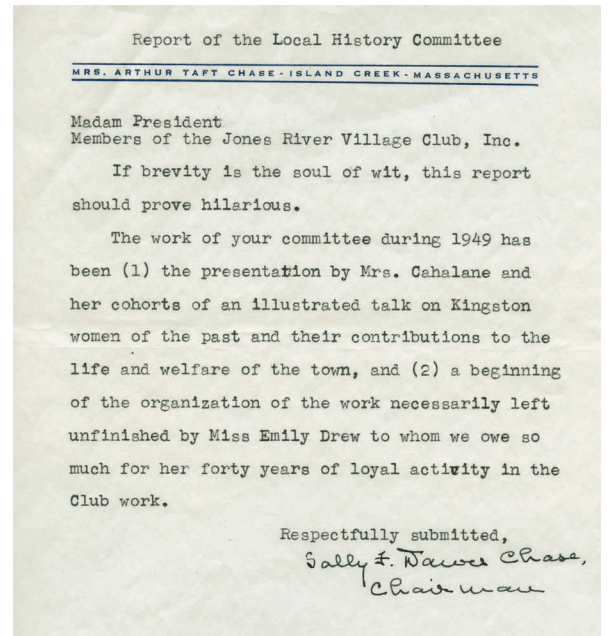 Report of the Local History Committee
MRS. ARTHUR TAFT CHASE - ISLAND CREEK - MASSACHUSETTS
Madam President
Members of the Jones River Village Club, Inc.
If brevity is the soul of wit, this report
should prove hilarious.
The work of your committee during 1949 has
been (1) the presentation by Mrs. Cahalane and
her cohorts of an illustrated talk on Kingston
women of the past and their contributions to the
life and welfare of the town, and (2) a beginning
of the organization of the work necessarily left
unfinished by Miss Emily Drew to whom we owe so
much for her forty years of loyal activity in the
Club work.
Respectfully submitted,
Sally F. Dawes Chase,
Chairman